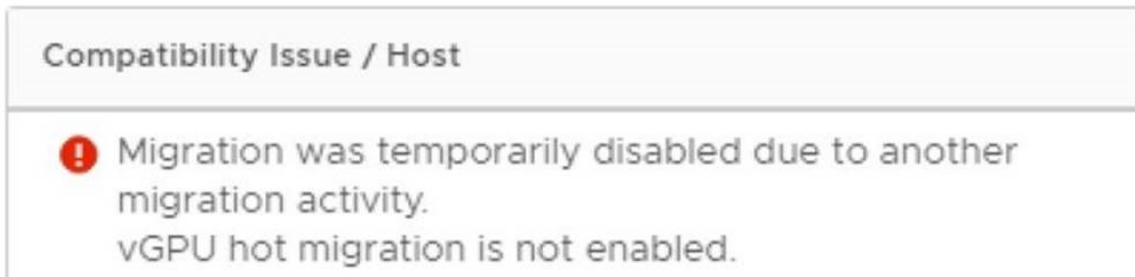 Compatibility Issue / Host
Migration was temporarily disabled due to another
migration activity.
vGPU hot migration is not enabled.